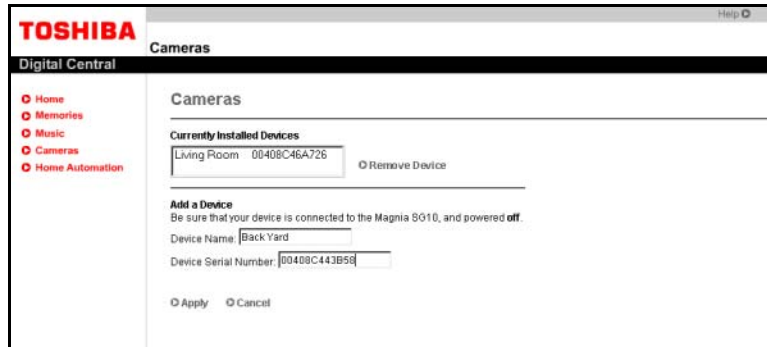 Help
TOSHIBA
Cameras
Digital Central
Home
Memories
Music
Cameras
Home Automation
Cameras
Currently Installed Devices
Living Room 00408C46A726
Remove Device
Add a Device
Be sure that your device is connected to the Magnia SG10, and powered off.
Device Name: Back Yard
Device Serial Number: 00408C443B58
Apply Cancel